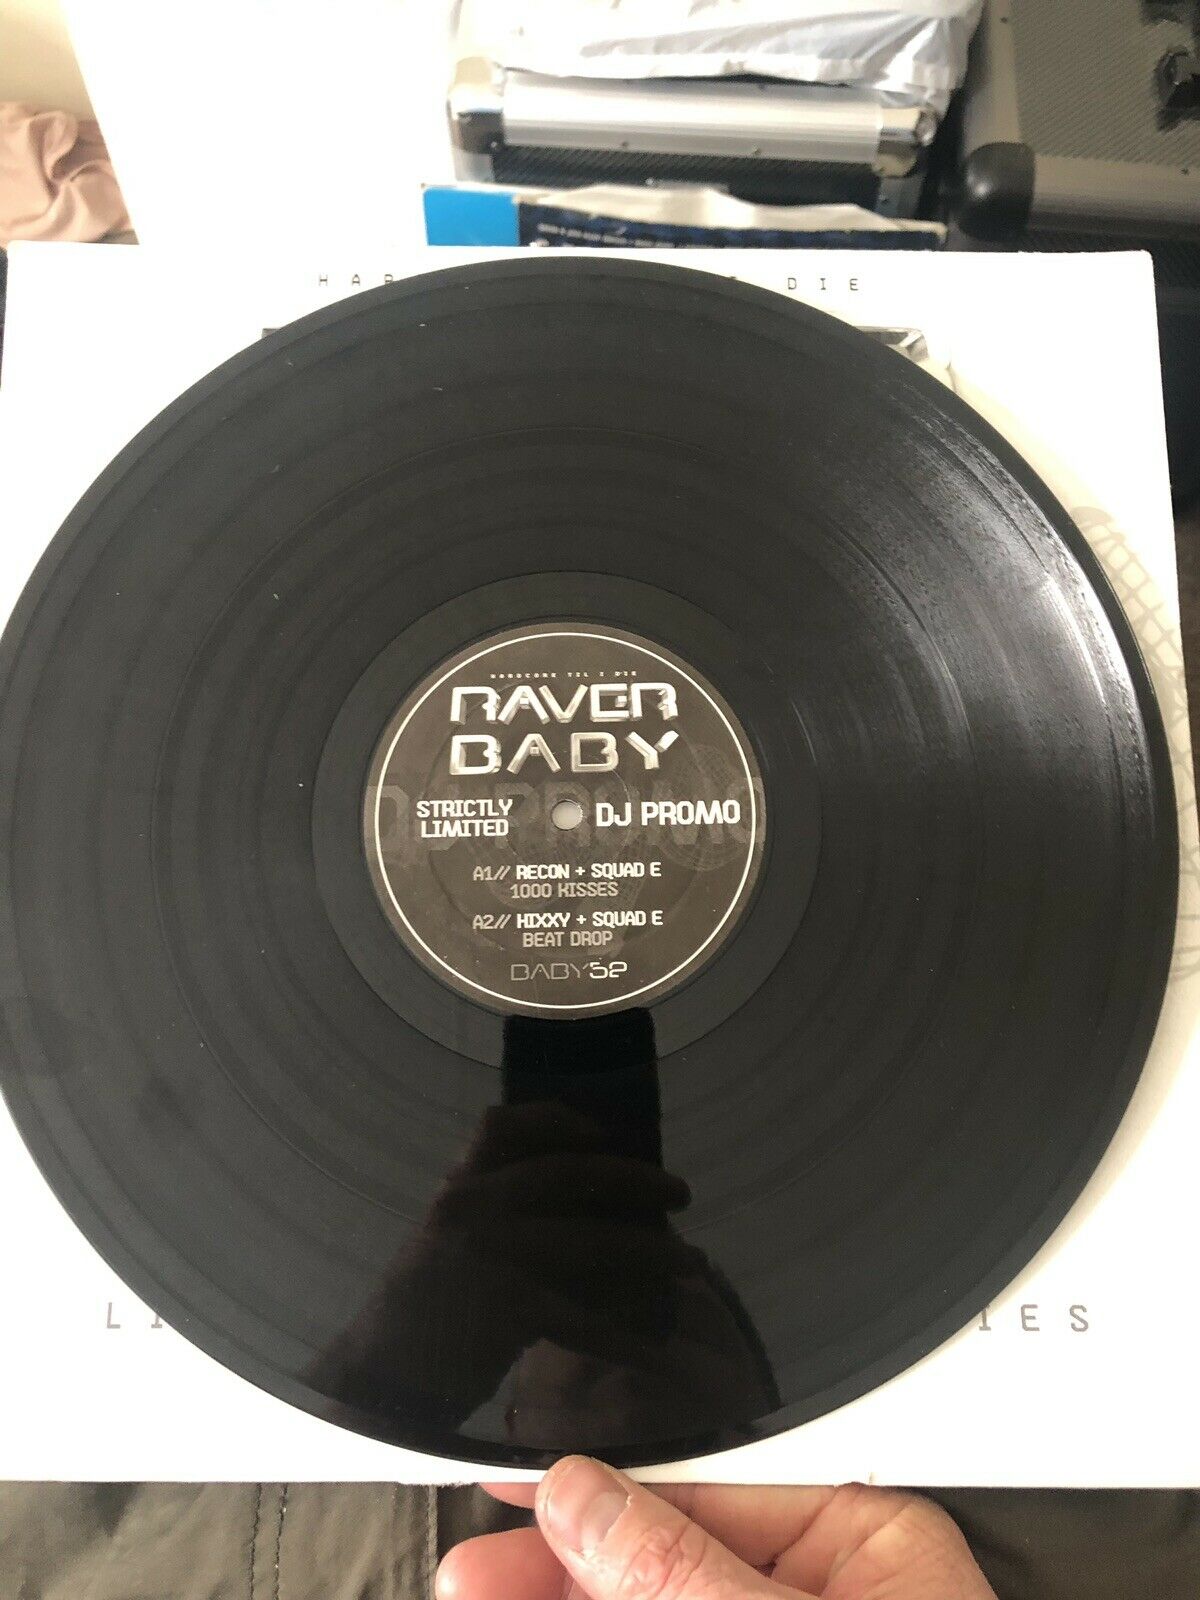 DIE
HARDCORE TIL I DIE
RAVER
BABY
STRICTLY
LIMITED
DJ PROMO
A1// RECON + SQUAD E
1000 KISSES
A2// HIXXY + SQUAD E
BEAT DROP
BABY52